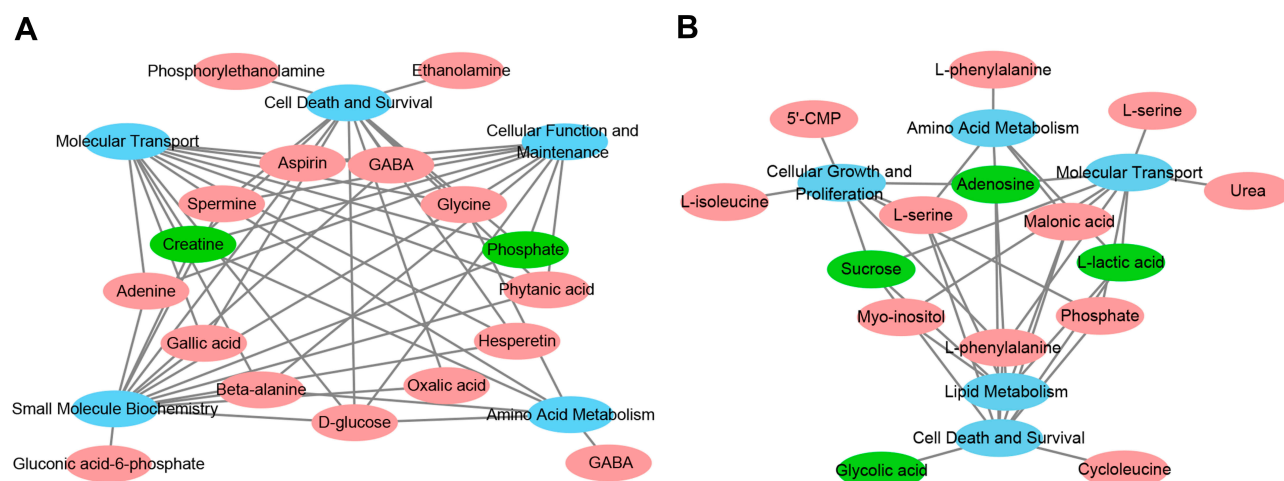 A
Phosphorylethanolamine
Ethanolamine
Cell Death and Survival
Molecular Transport
Cellular Function and
Maintenance
Aspirin
GABA
Spermine
Glycine
Creatine
Phosphate
Adenine
Phytanic acid
Gallic acid
Hesperetin
Beta-alanine
Oxalic acid
Small Molecule Biochemistry
D-glucose
Amino Acid Metabolism
Gluconic acid-6-phosphate
GABA
B
L-phenylalanine
5'-CMP
L-serine
Amino Acid Metabolism
Cellular Growth and
Proliferation
Adenosine
Molecular Transport
L-isoleucine
Urea
L-serine
Malonic acid
Sucrose
L-lactic acid
Myo-inositol
Phosphate
L-phenylalanine
Lipid Metabolism
Cell Death and Survival
Glycolic acid
Cycloleucine